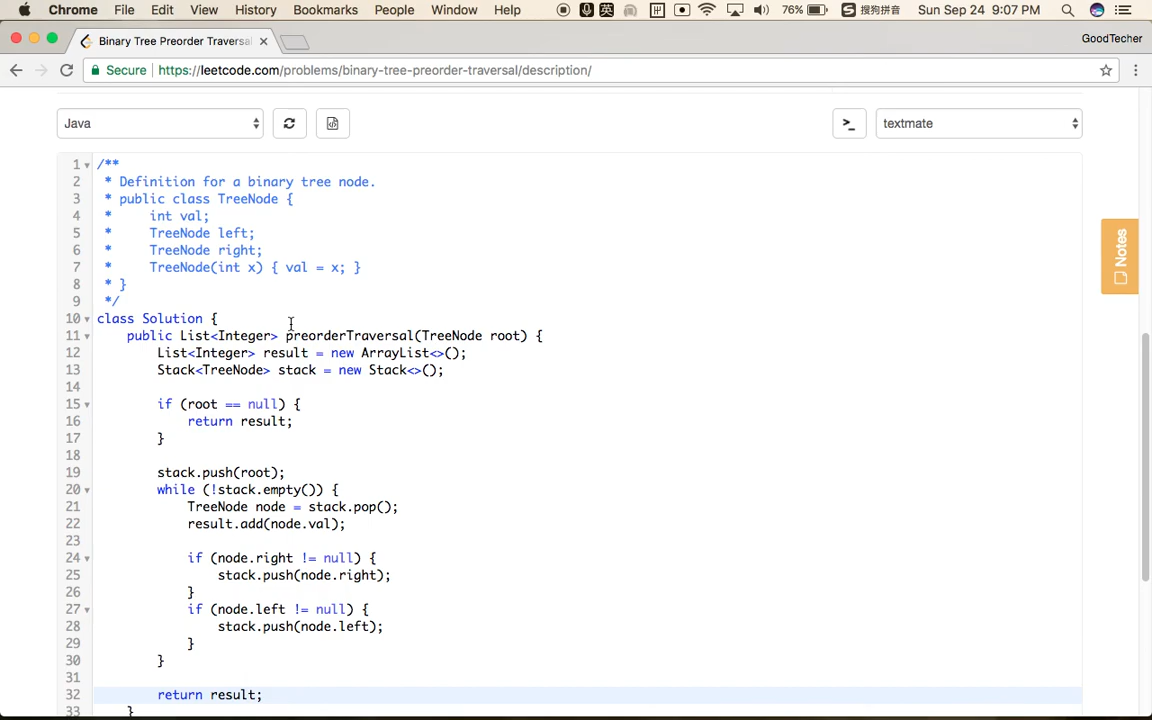 Chrome File Edit View History Bookmarks People Window Help 英 拼 76% S 搜狗拼音 Sun Sep 24 9:07 PM
Binary Tree Preorder Traversa × GoodTecher
Secure https://leetcode.com/problems/binary-tree-preorder-traversal/description/
Java >_ textmate
1 /**
2  * Definition for a binary tree node.
3  * public class TreeNode {
4  *     int val;
5  *     TreeNode left;
6  *     TreeNode right;
7  *     TreeNode(int x) { val = x; }
8  * }
9  */
10 class Solution {
11     public List<Integer> preorderTraversal(TreeNode root) {
12         List<Integer> result = new ArrayList<>();
13         Stack<TreeNode> stack = new Stack<>();
14
15         if (root == null) {
16             return result;
17         }
18
19         stack.push(root);
20         while (!stack.empty()) {
21             TreeNode node = stack.pop();
22             result.add(node.val);
23
24             if (node.right != null) {
25                 stack.push(node.right);
26             }
27             if (node.left != null) {
28                 stack.push(node.left);
29             }
30         }
31
32         return result;
33     }
Notes